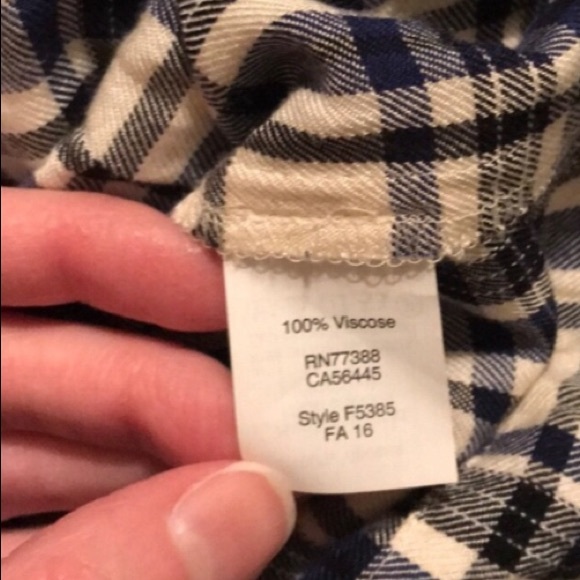 100% Viscose
RN77388
CA56445
Style F5385
FA 16